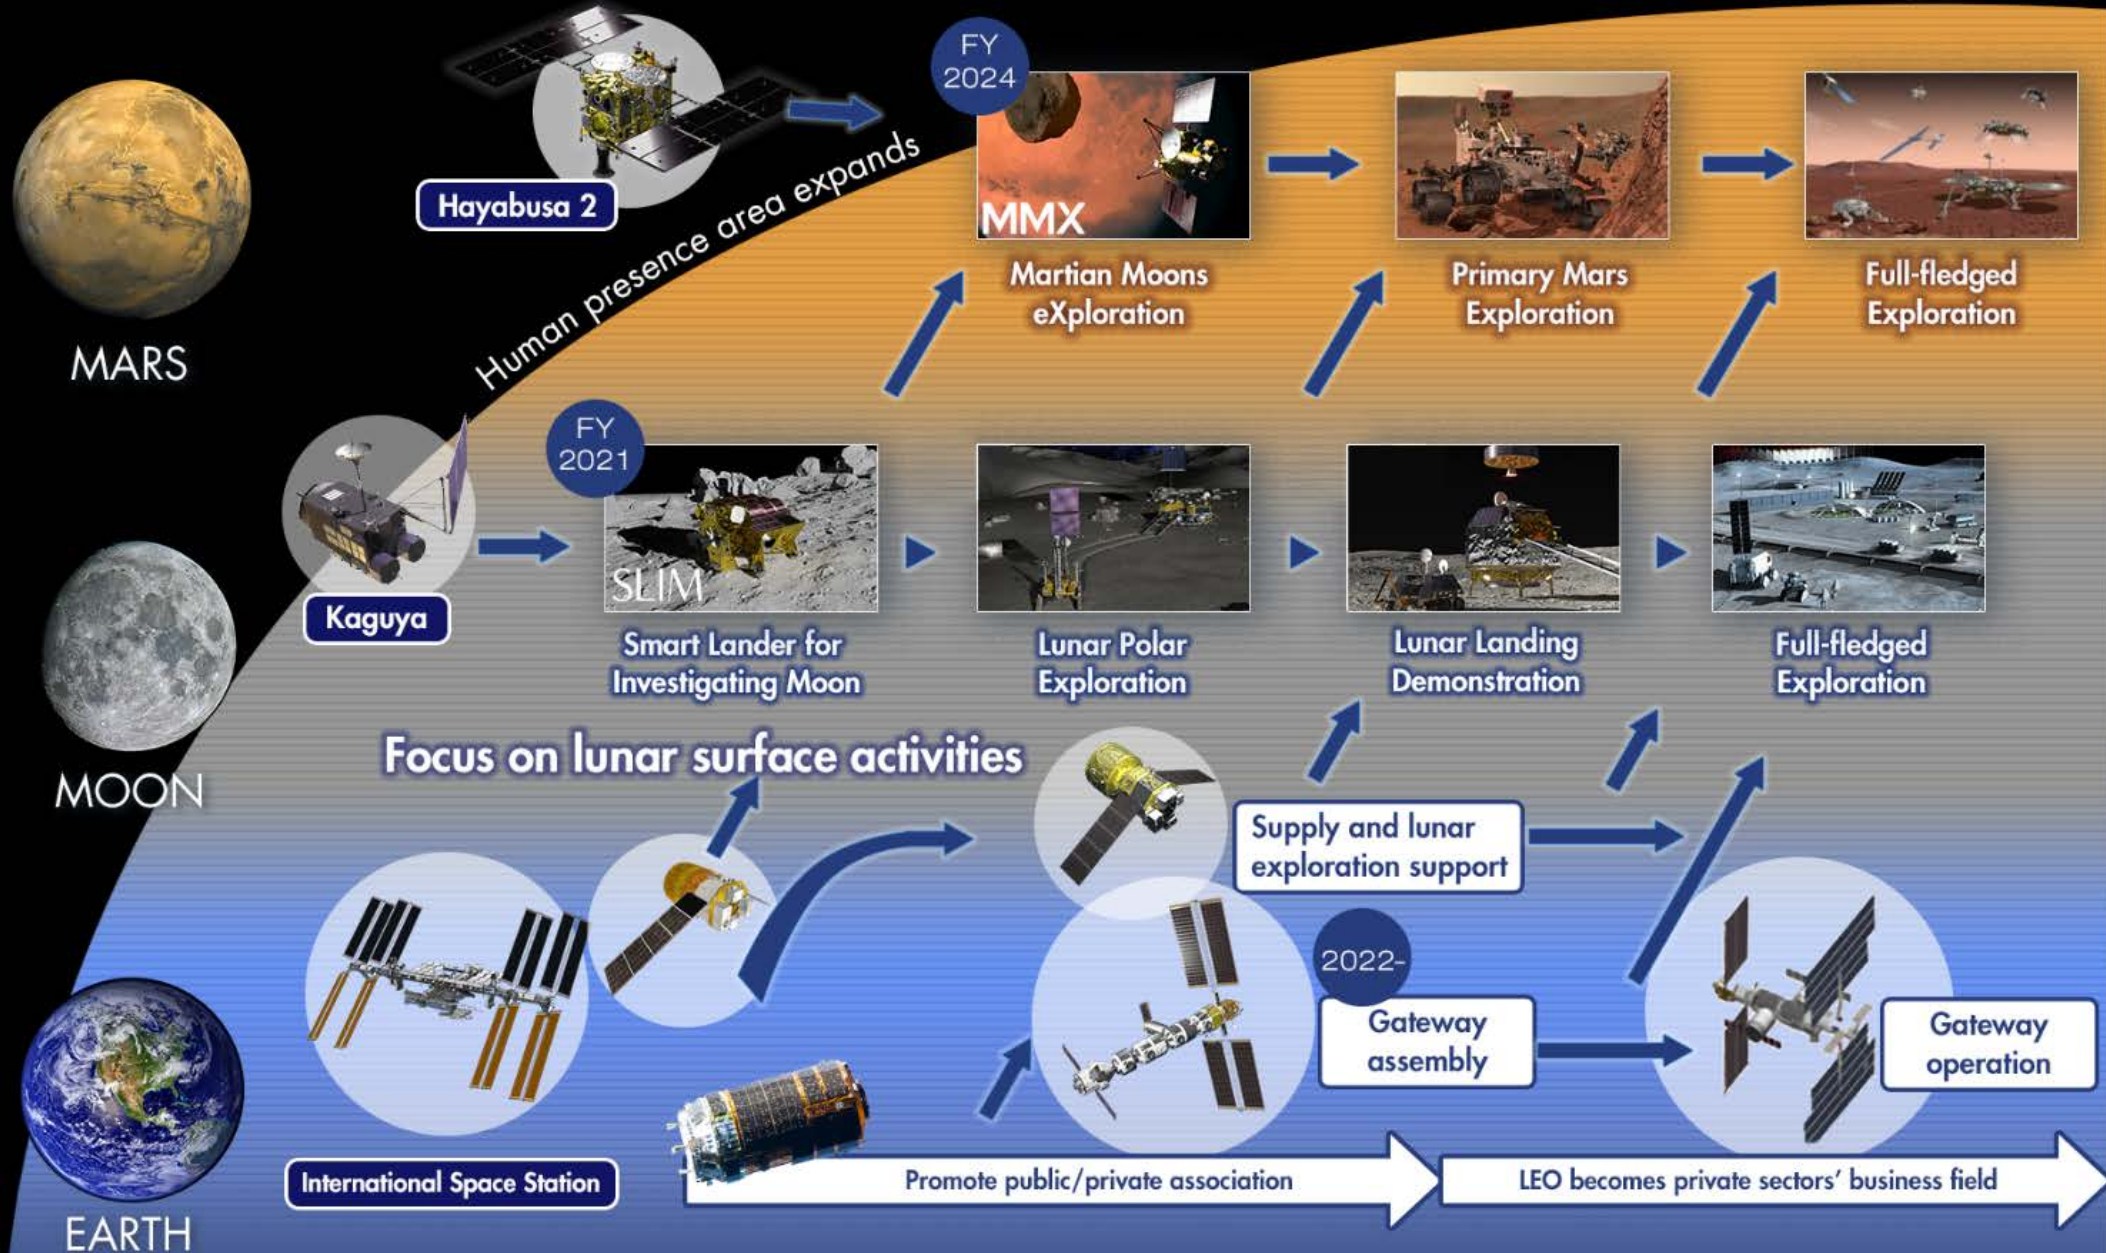 FY
2024
Hayabusa 2
Human presence area expands
MMX
Martian Moons
eXploration
Primary Mars
Exploration
Full-fledged
Exploration
MARS
FY
2021
SLIM
Kaguya
Smart Lander for
Investigating Moon
Lunar Polar
Exploration
Lunar Landing
Demonstration
Full-fledged
Exploration
MOON
Focus on lunar surface activities
Supply and lunar
exploration support
2022-
Gateway
assembly
Gateway
operation
International Space Station
Promote public/private association
LEO becomes private sectors' business field
EARTH